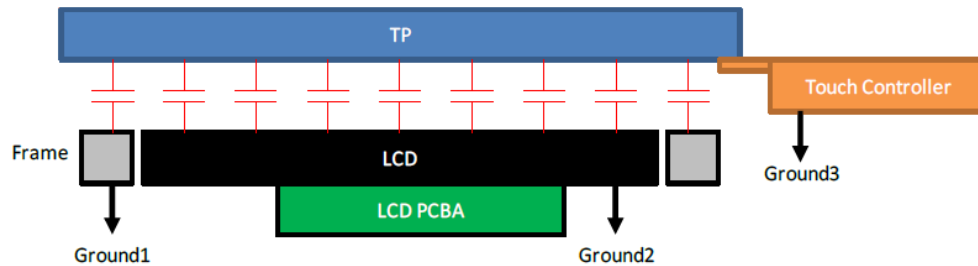 TP
Touch Controller
Frame
LCD
Ground3
LCD PCBA
Ground1
Ground2